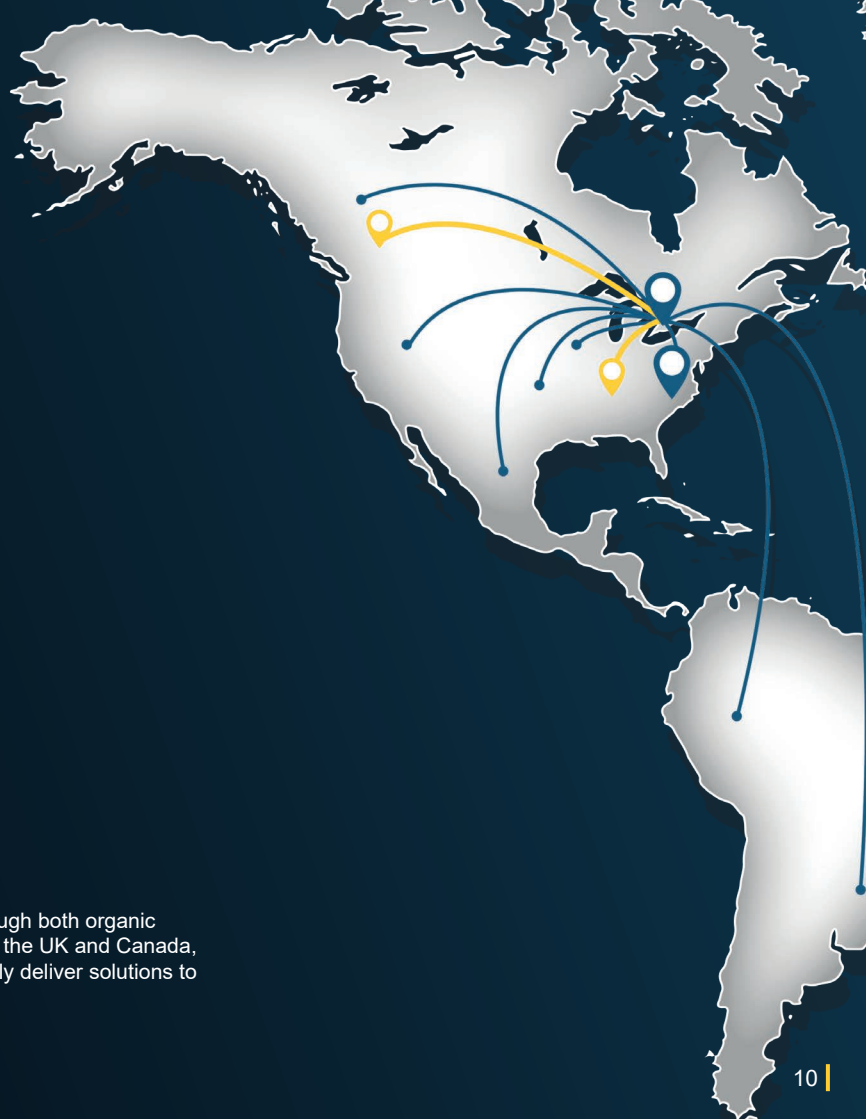 ugh both organic
the UK and Canada,
ly deliver solutions to
10